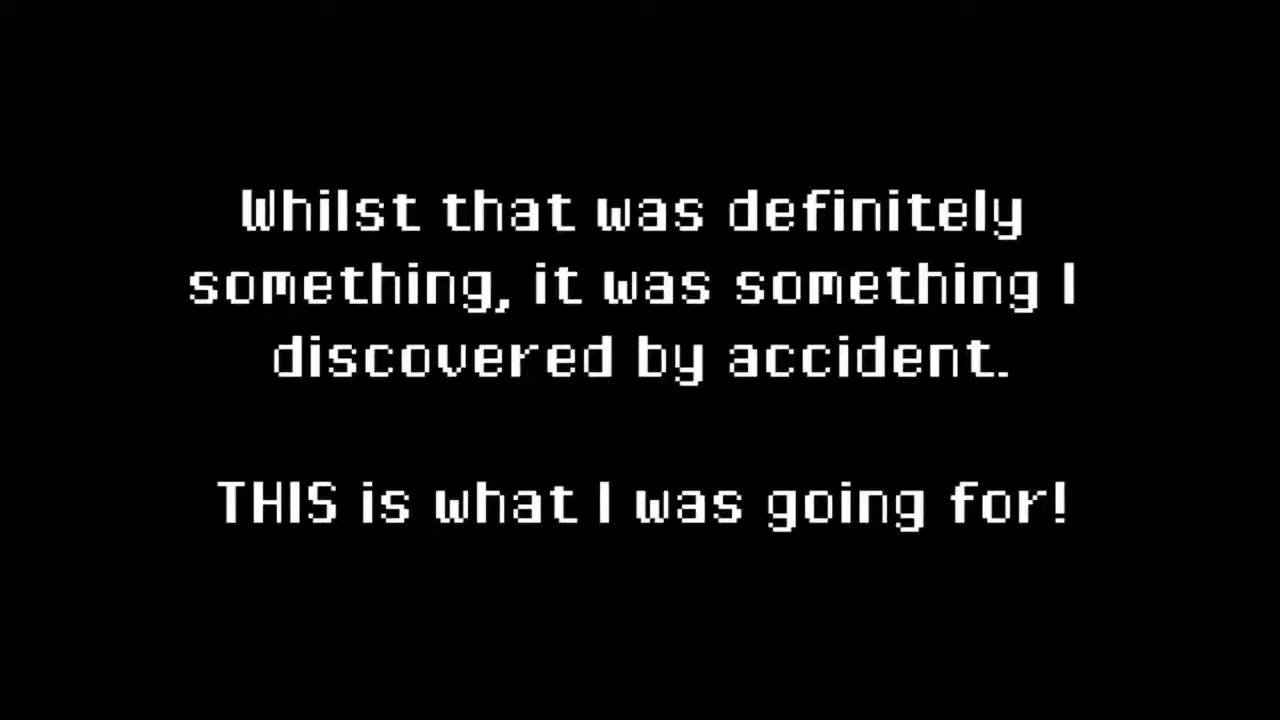 Whilst that was definitely
something, it was something I
discovered by accident.
THIS is what I was going for!